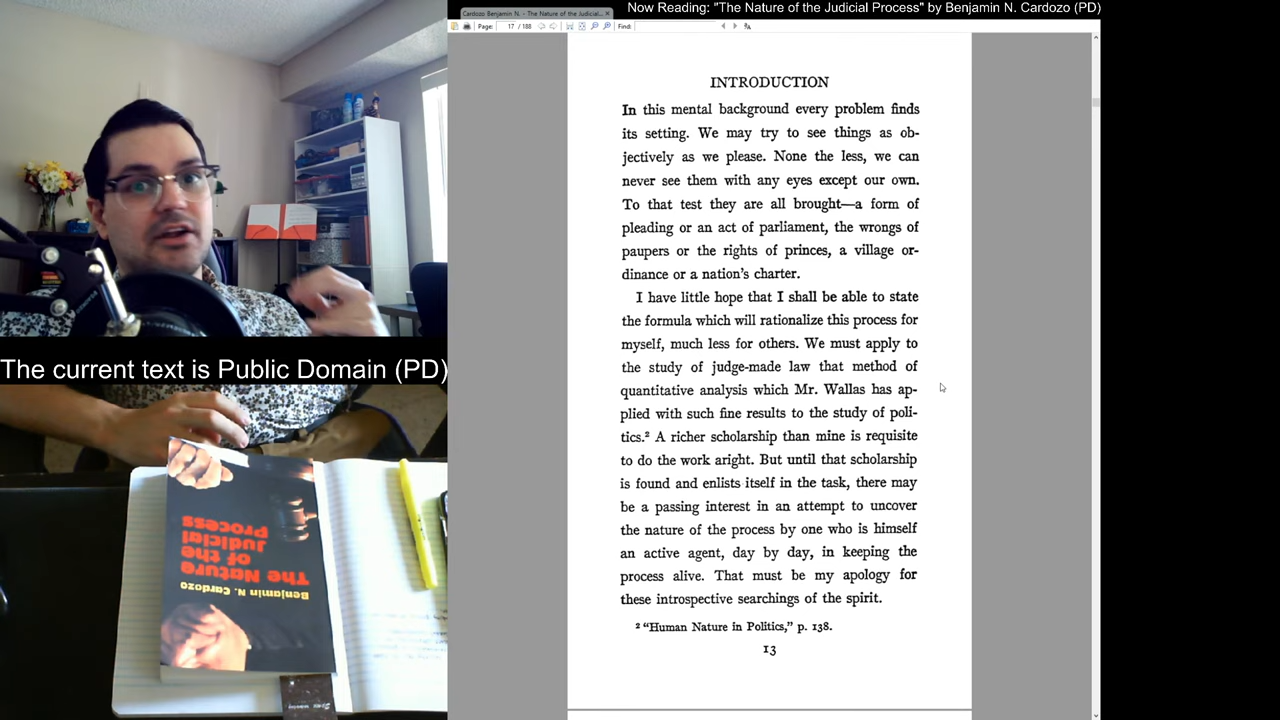 Now Reading: "The Nature of the Judicial Process" by Benjamin N. Cardozo (PD)
Cardozo Benjamin N. - The Nature of the Judicial...
Page: 17 / 188
Find:
INTRODUCTION
In this mental background every problem finds
its setting. We may try to see things as ob-
jectively as we please. None the less, we can
never see them with any eyes except our own.
To that test they are all brought—a form of
pleading or an act of parliament, the wrongs of
paupers or the rights of princes, a village or-
dinance or a nation's charter.
I have little hope that I shall be able to state
the formula which will rationalize this process for
myself, much less for others. We must apply to
the study of judge-made law that method of
quantitative analysis which Mr. Wallas has ap-
plied with such fine results to the study of poli-
tics.² A richer scholarship than mine is requisite
to do the work aright. But until that scholarship
is found and enlists itself in the task, there may
be a passing interest in an attempt to uncover
the nature of the process by one who is himself
an active agent, day by day, in keeping the
process alive. That must be my apology for
these introspective searchings of the spirit.
² "Human Nature in Politics," p. 138.
13
The current text is Public Domain (PD)
Benjamin N. Cardozo
The Nature
of the
Judicial
Process